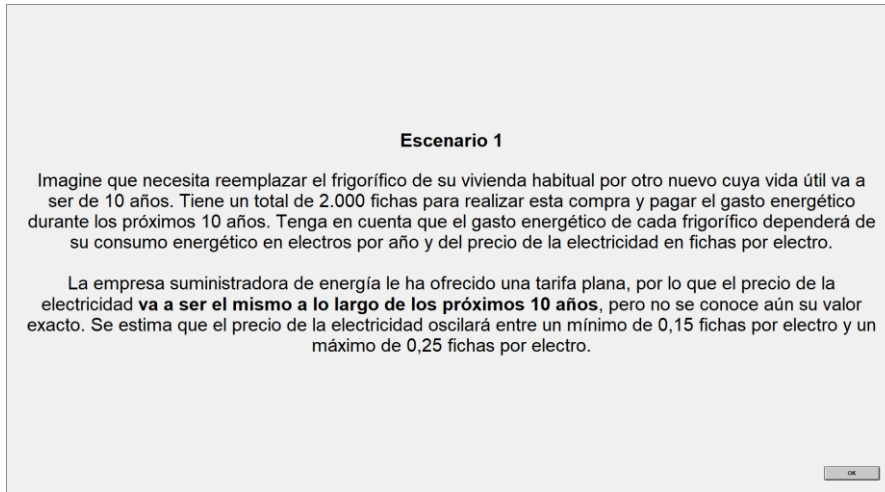 Escenario 1
Imagine que necesita reemplazar el frigorífico de su vivienda habitual por otro nuevo cuya vida útil va a
ser de 10 años. Tiene un total de 2.000 fichas para realizar esta compra y pagar el gasto energético
durante los próximos 10 años. Tenga en cuenta que el gasto energético de cada frigorífico dependerá de
su consumo energético en electros por año y del precio de la electricidad en fichas por electro.
La empresa suministradora de energía le ha ofrecido una tarifa plana, por lo que el precio de la
electricidad va a ser el mismo a lo largo de los próximos 10 años, pero no se conoce aún su valor
exacto. Se estima que el precio de la electricidad oscilará entre un mínimo de 0,15 fichas por electro y un
máximo de 0,25 fichas por electro.
OK